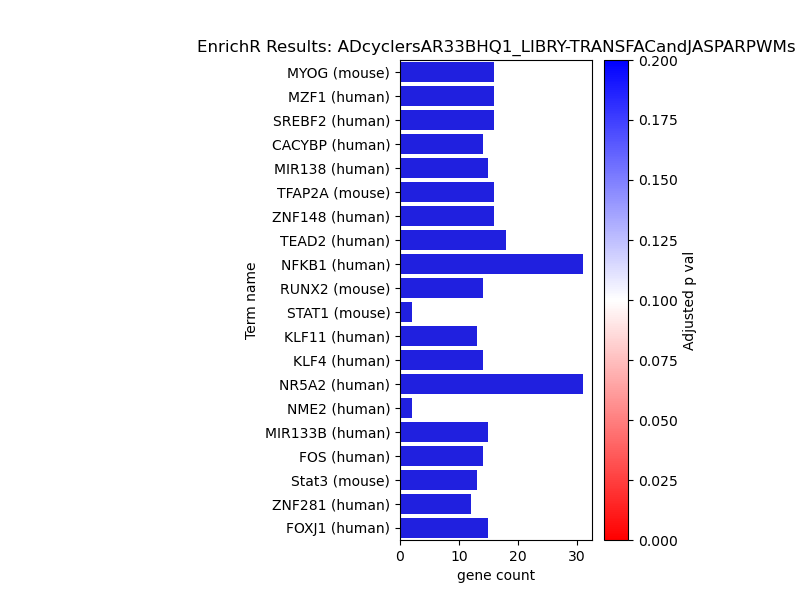 EnrichR Results: ADcyclersAR33BHQ1_LIBRY-TRANSFACandJASPARPWMs
MYOG (mouse)
MZF1 (human)
SREBF2 (human)
CACYBP (human)
MIR138 (human)
TFAP2A (mouse)
ZNF148 (human)
TEAD2 (human)
NFKB1 (human)
RUNX2 (mouse)
STAT1 (mouse)
KLF11 (human)
KLF4 (human)
NR5A2 (human)
NME2 (human)
MIR133B (human)
FOS (human)
Stat3 (mouse)
ZNF281 (human)
FOXJ1 (human)
Term name
0 10 20 30
gene count
0.200
0.175
0.150
0.125
0.100
0.075
0.050
0.025
0.000
Adjusted p val